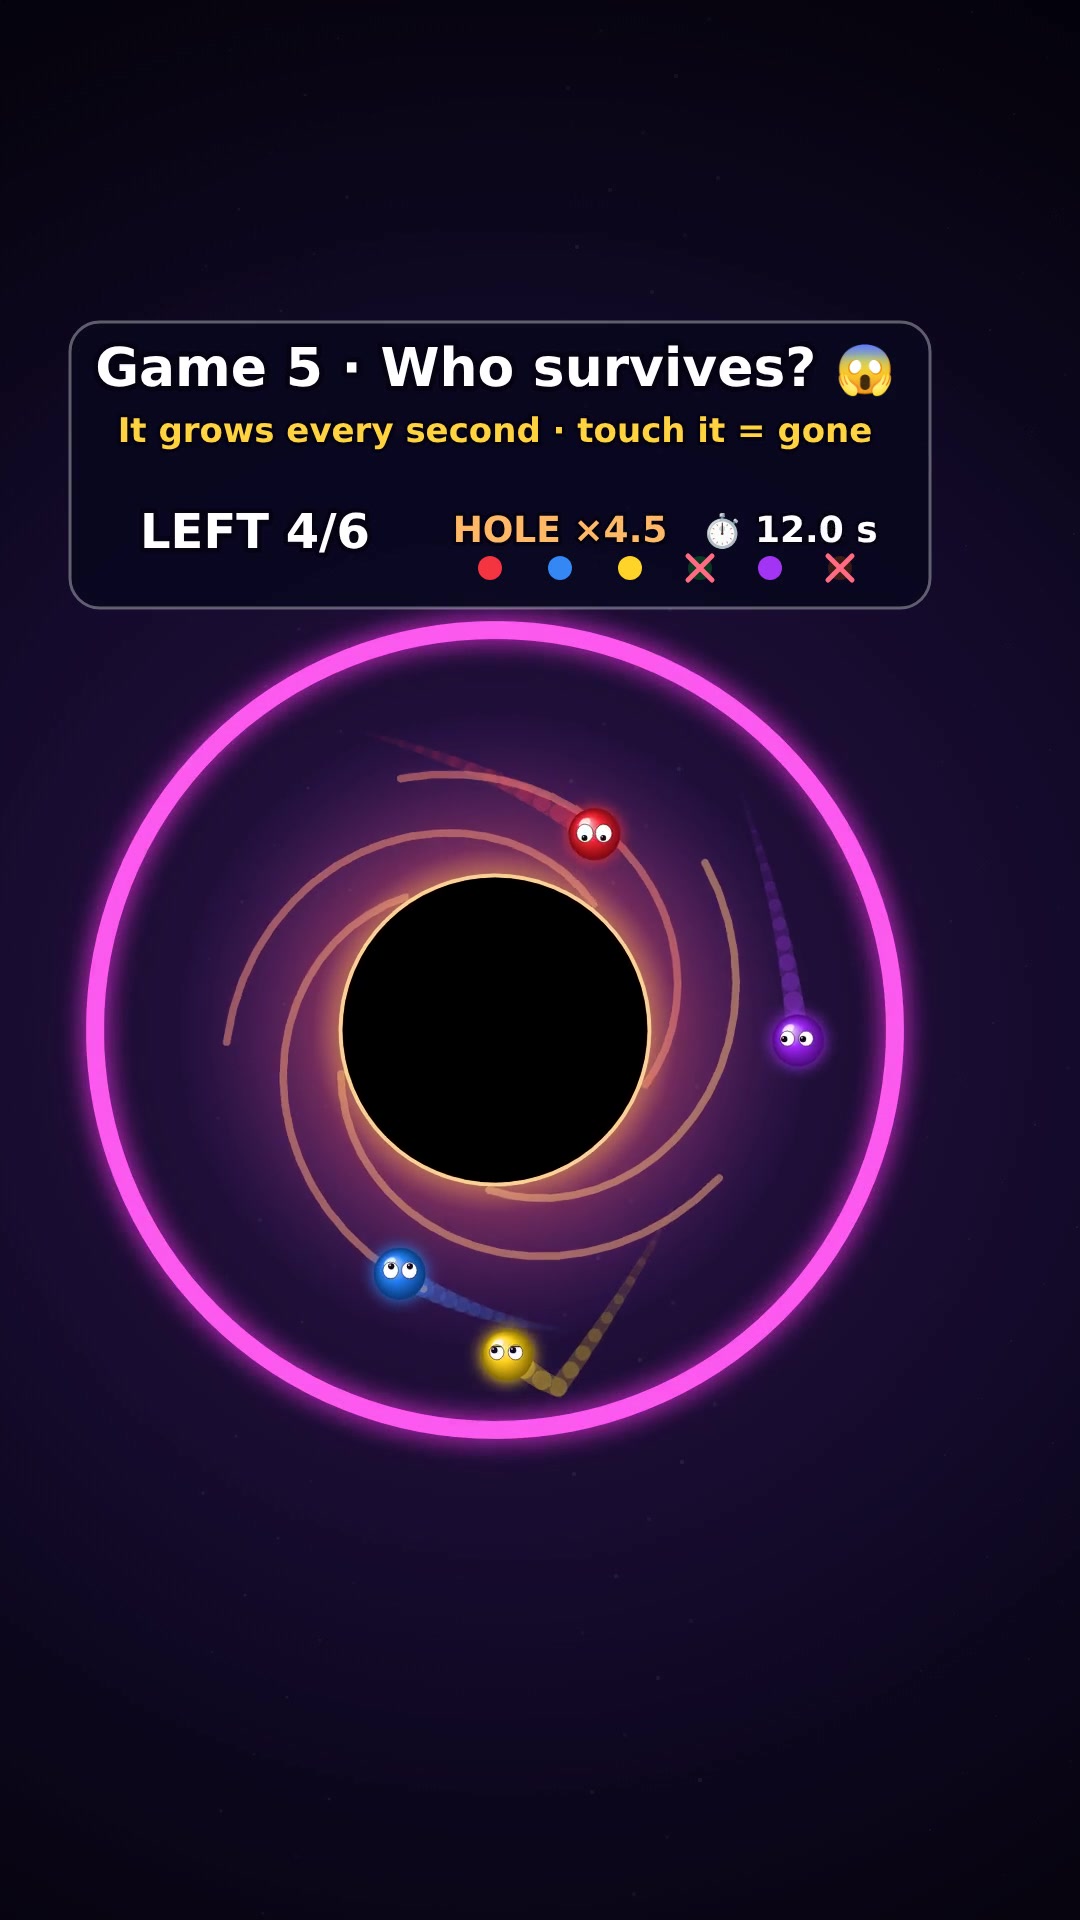 Game 5 · Who survives? 😱
It grows every second · touch it = gone
LEFT 4/6
HOLE ×4.5 ⏱️ 12.0 s